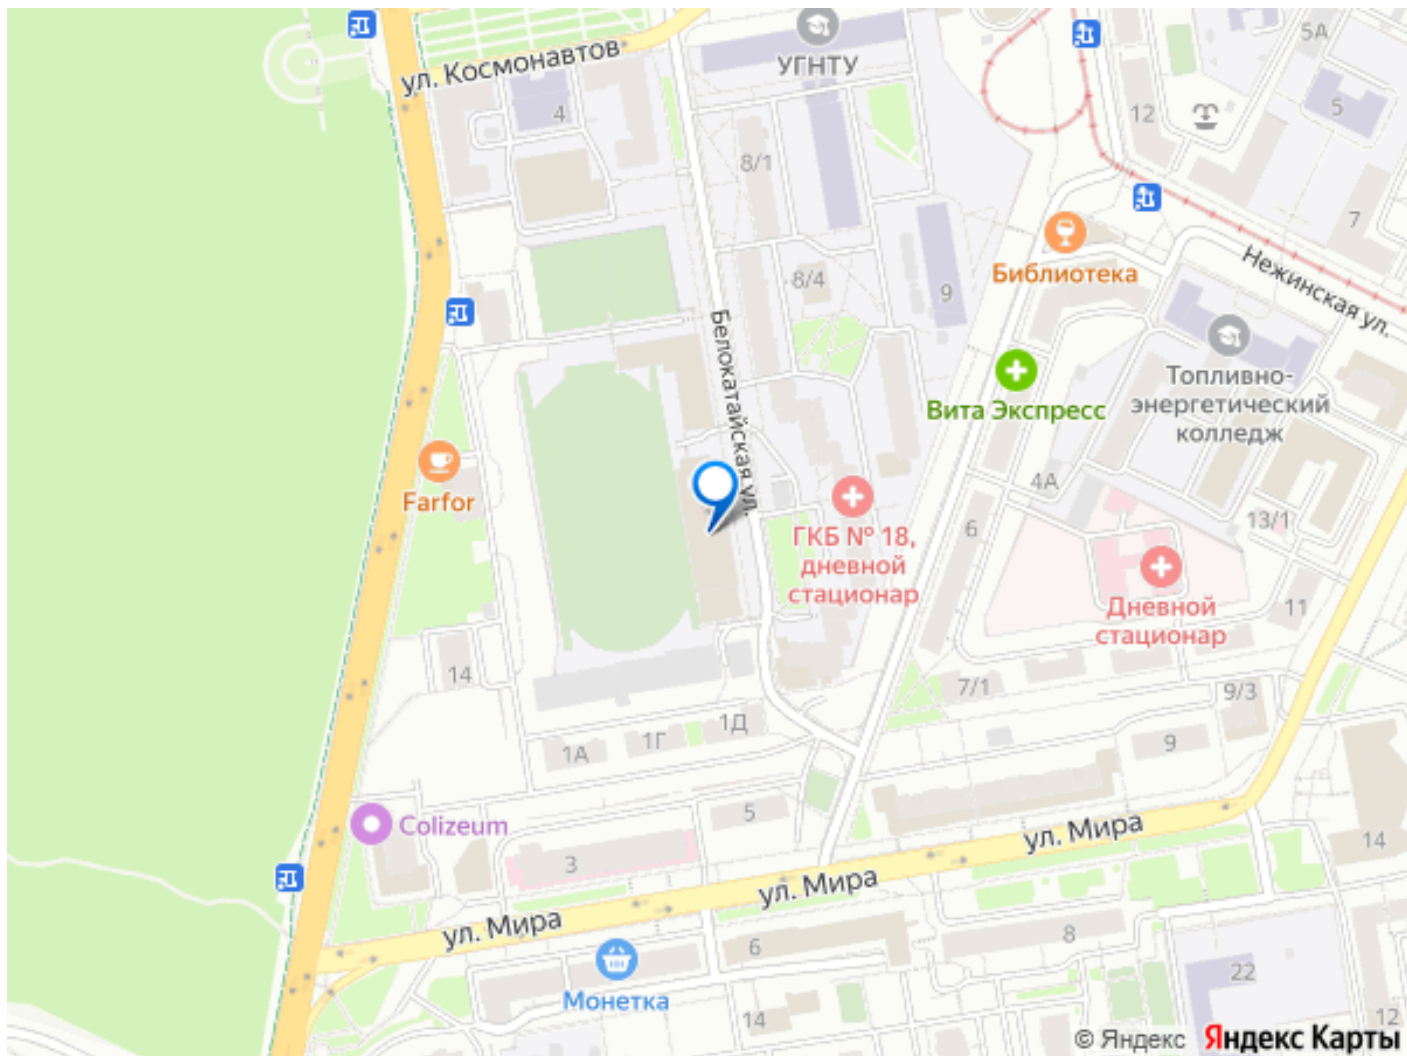 ул. Космонавтов
УГНТУ
5А
4
12
5
8/1
7
8/4
9
Библиотека
Нежинская ул.
Белокатайская ул.
Вита Экспресс
Топливно-
энергетический
колледж
Farfor
4А
6
13/1
ГКБ № 18,
дневной
стационар
Дневной
стационар
11
14
7/1
9/3
1Д
1Г
1А
9
5
Colizeum
ул. Мира
14
3
ул. Мира
ул. Мира
6
8
22
Монетка
14
12
© Яндекс Яндекс Карты